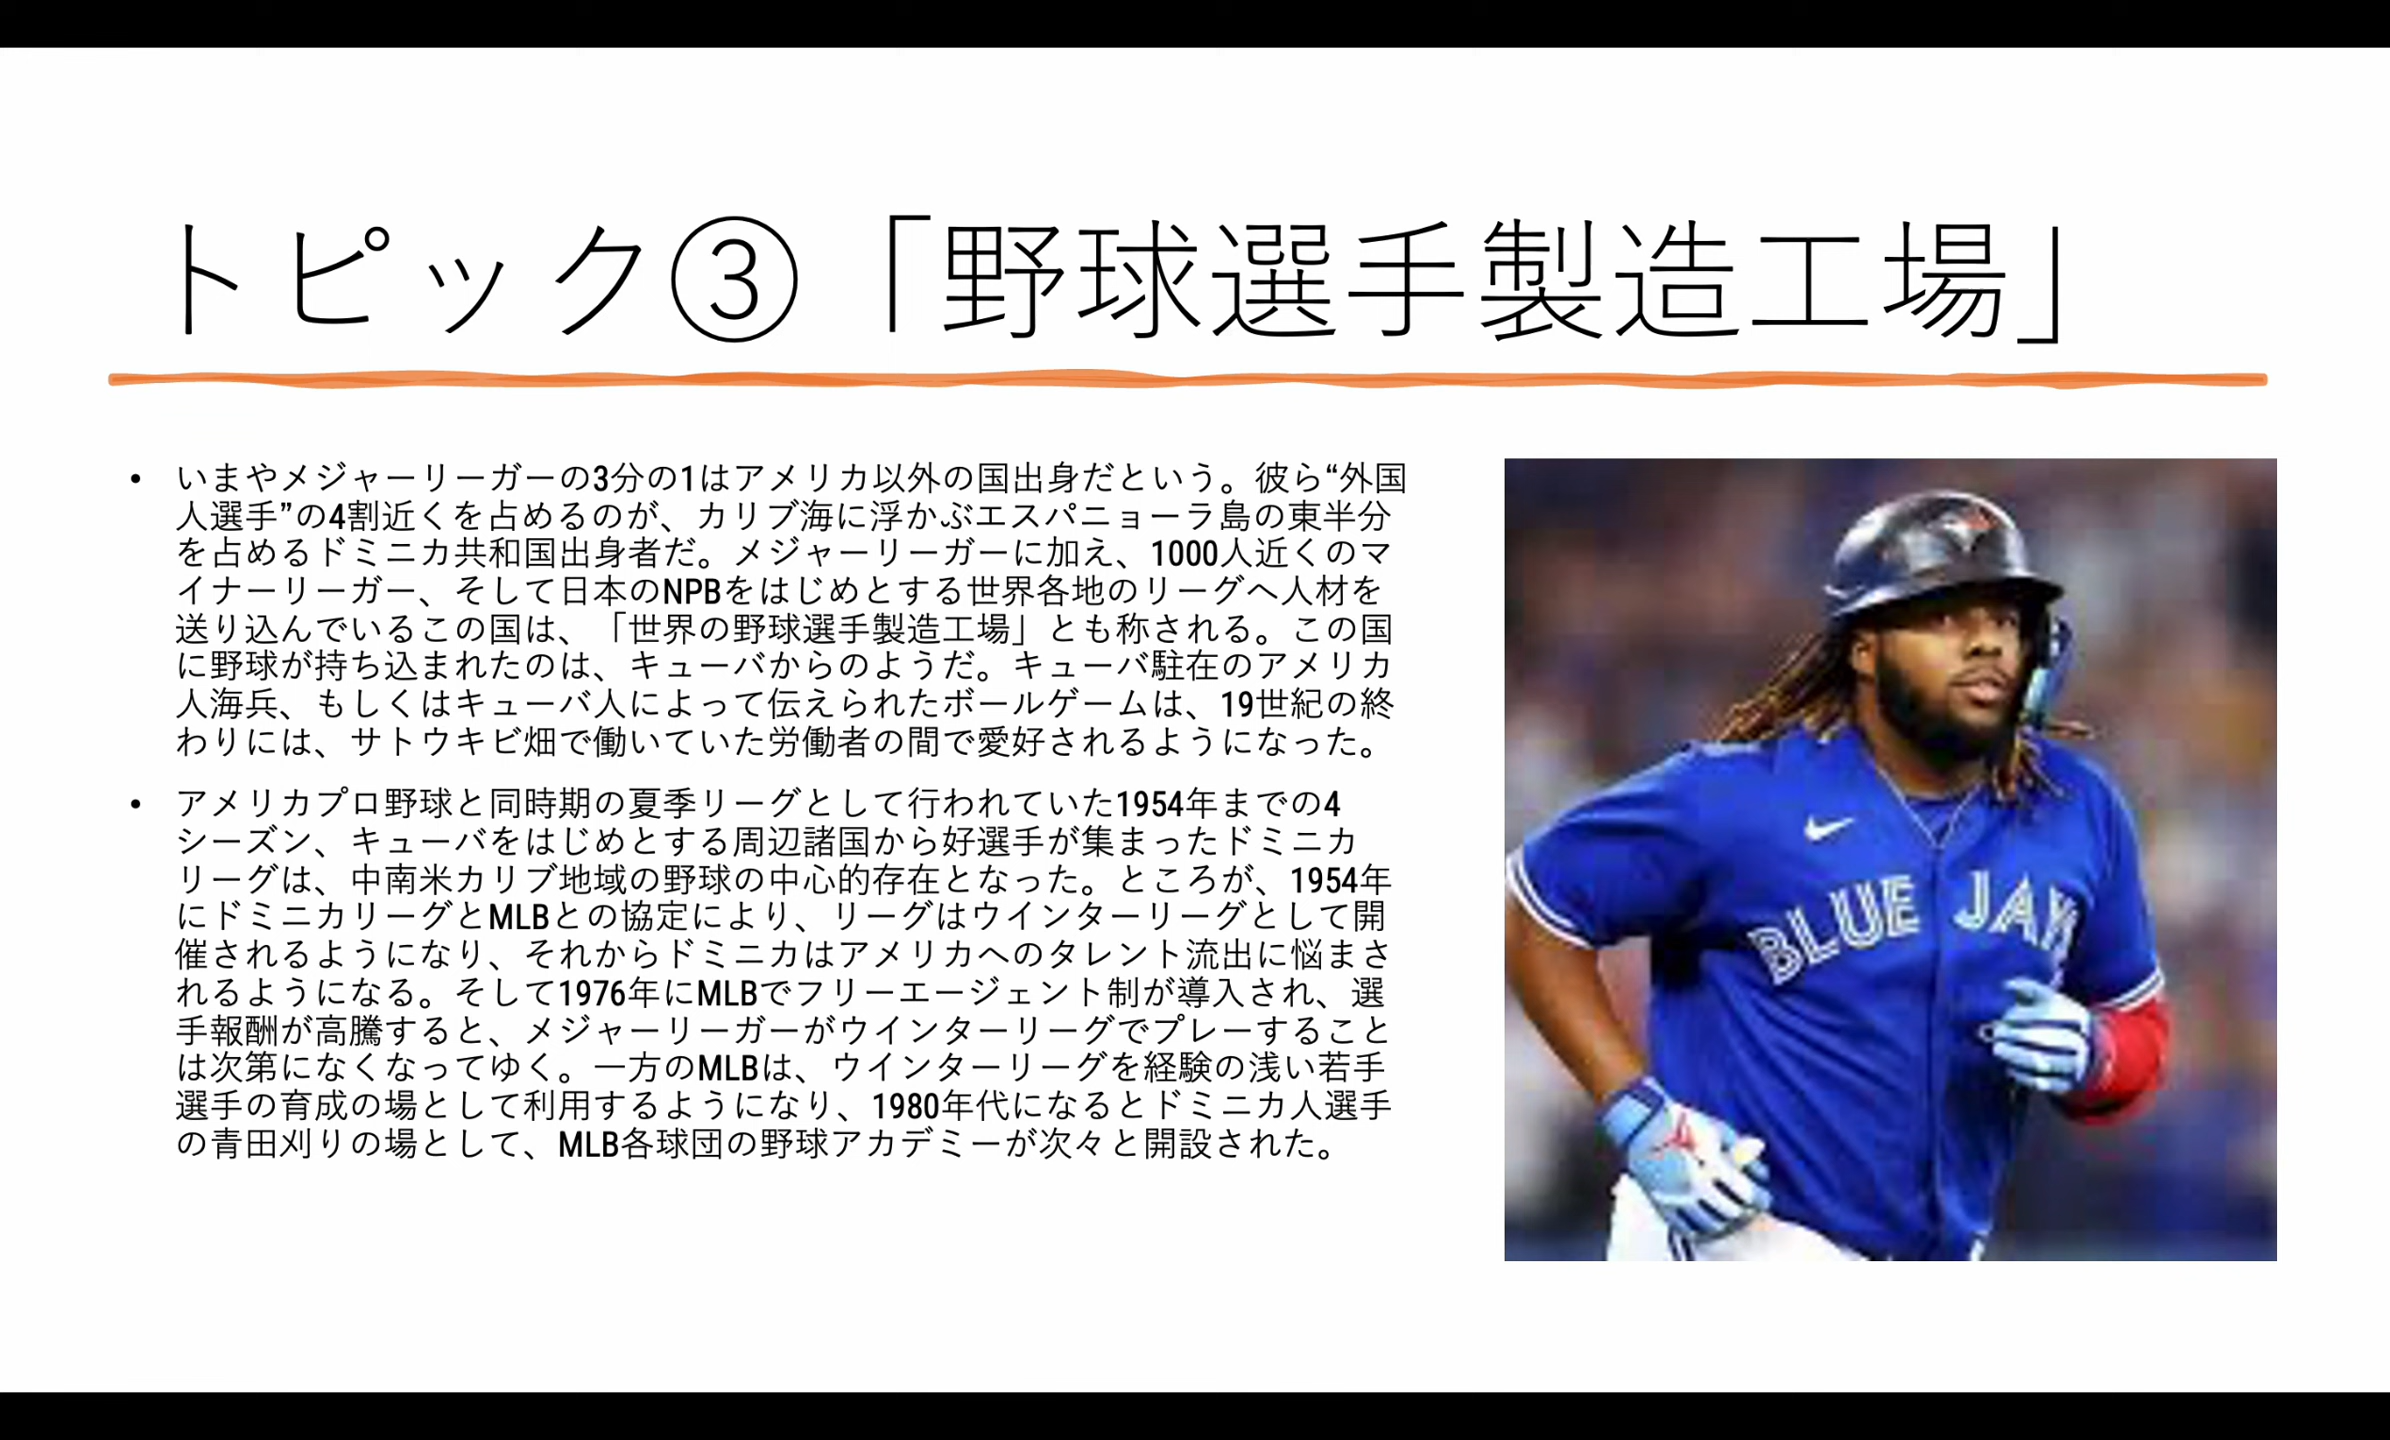 トピック③「野球選手製造工場」
• いまやメジャーリーガーの3分の1はアメリカ以外の国出身だという。彼ら“外国
人選手”の4割近くを占めるのが、カリブ海に浮かぶエスパニョーラ島の東半分
を占めるドミニカ共和国出身者だ。メジャーリーガーに加え、1000人近くのマ
イナーリーガー、そして日本のNPBをはじめとする世界各地のリーグへ人材を
送り込んでいるこの国は、「世界の野球選手製造工場」とも称される。この国
に野球が持ち込まれたのは、キューバからのようだ。キューバ駐在のアメリカ
人海兵、もしくはキューバ人によって伝えられたボールゲームは、19世紀の終
わりには、サトウキビ畑で働いていた労働者の間で愛好されるようになった。
• アメリカプロ野球と同時期の夏季リーグとして行われていた1954年までの4
シーズン、キューバをはじめとする周辺諸国から好選手が集まったドミニカ
リーグは、中南米カリブ地域の野球の中心的存在となった。ところが、1954年
にドミニカリーグとMLBとの協定により、リーグはウインターリーグとして開
催されるようになり、それからドミニカはアメリカへのタレント流出に悩まさ
れるようになる。そして1976年にMLBでフリーエージェント制が導入され、選
手報酬が高騰すると、メジャーリーガーがウインターリーグでプレーすること
は次第になくなってゆく。一方のMLBは、ウインターリーグを経験の浅い若手
選手の育成の場として利用するようになり、1980年代になるとドミニカ人選手
の青田刈りの場として、MLB各球団の野球アカデミーが次々と開設された。
BLUE JAYS